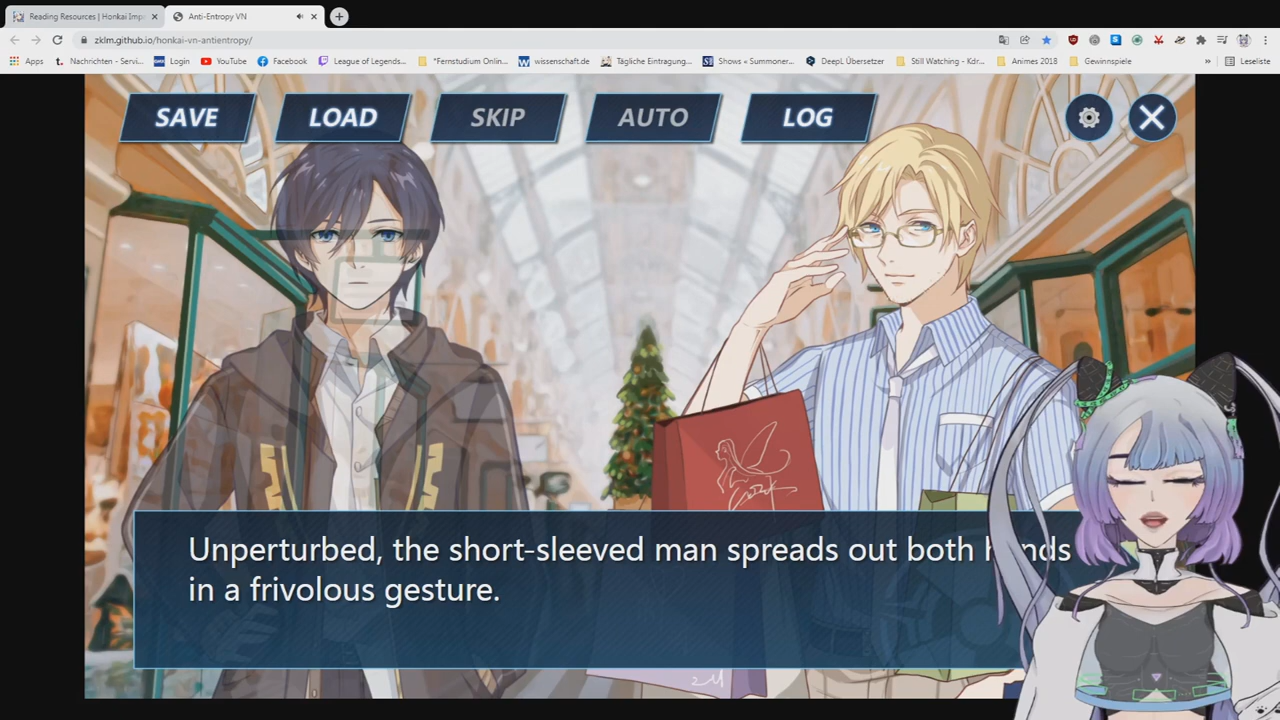 Reading Resources | Honkai Imp
Anti-Entropy VN
zklm.github.io/honkai-vn-antientropy/
Apps
Nachrichten - Servi...
Login
YouTube
Facebook
League of Legends...
*Fernstudium Onlin...
wissenschaft.de
Tägliche Eintragung...
Shows « Summoner...
DeepL Übersetzer
Still Watching - Kdr...
Animes 2018
Gewinnspiele
»
Leseliste
SAVE
LOAD
SKIP
AUTO
LOG
Unperturbed, the short-sleeved man spreads out both hands
in a frivolous gesture.